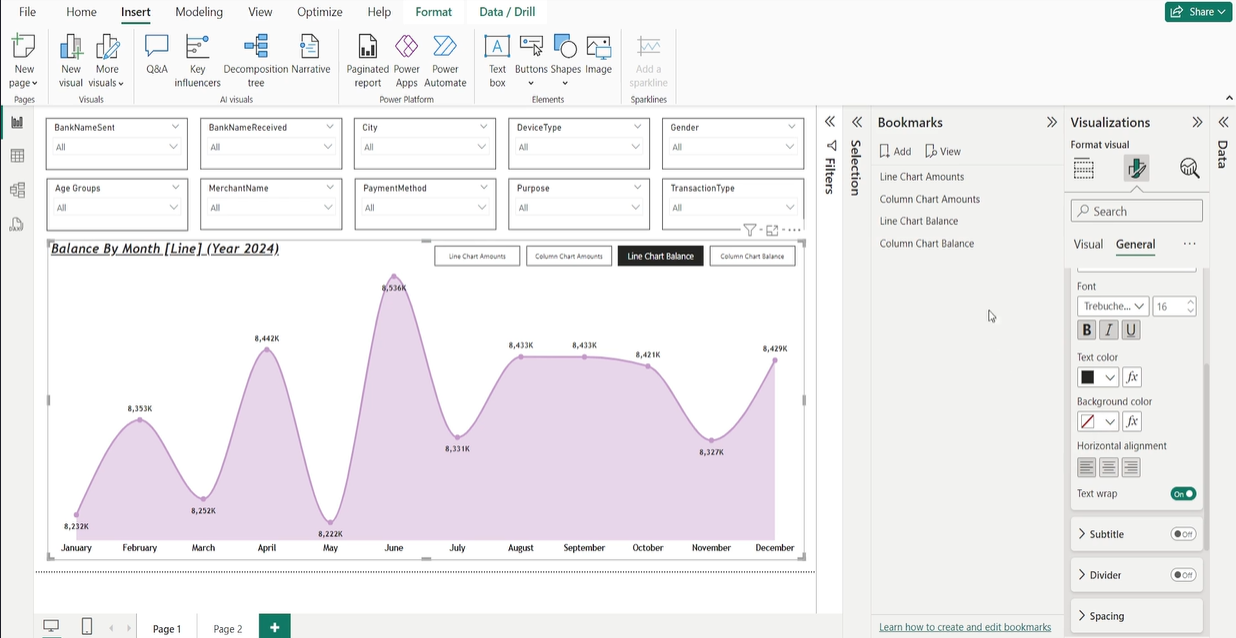 File Home Insert Modeling View Optimize Help Format Data / Drill Share
New page New visual More visuals Q&A Key influencers Decomposition tree Narrative Paginated report Power Apps Power Automate Text box Buttons Shapes Image Add a sparkline
Pages Visuals AI visuals Power Platform Elements Sparklines
BankNameSent BankNameReceived City DeviceType Gender
All All All All All
Age Groups MerchantName PaymentMethod Purpose TransactionType
All All All All All
Balance By Month [Line] (Year 2024)
Line Chart Amounts Column Chart Amounts Line Chart Balance Column Chart Balance
8,232K
8,353K
8,252K
8,442K
8,222K
8,536K
8,331K
8,433K
8,433K
8,421K
8,327K
8,429K
January February March April May June July August September October November December
Page 1 Page 2 +
Filters
Selection
Bookmarks
Add View
Line Chart Amounts
Column Chart Amounts
Line Chart Balance
Column Chart Balance
Learn how to create and edit bookmarks
Visualizations
Format visual
Search
Visual General ...
Font
Trebuche... 16
B I U
Text color
fx
Background color
fx
Horizontal alignment
Text wrap On
Subtitle Off
Divider Off
Spacing
Data